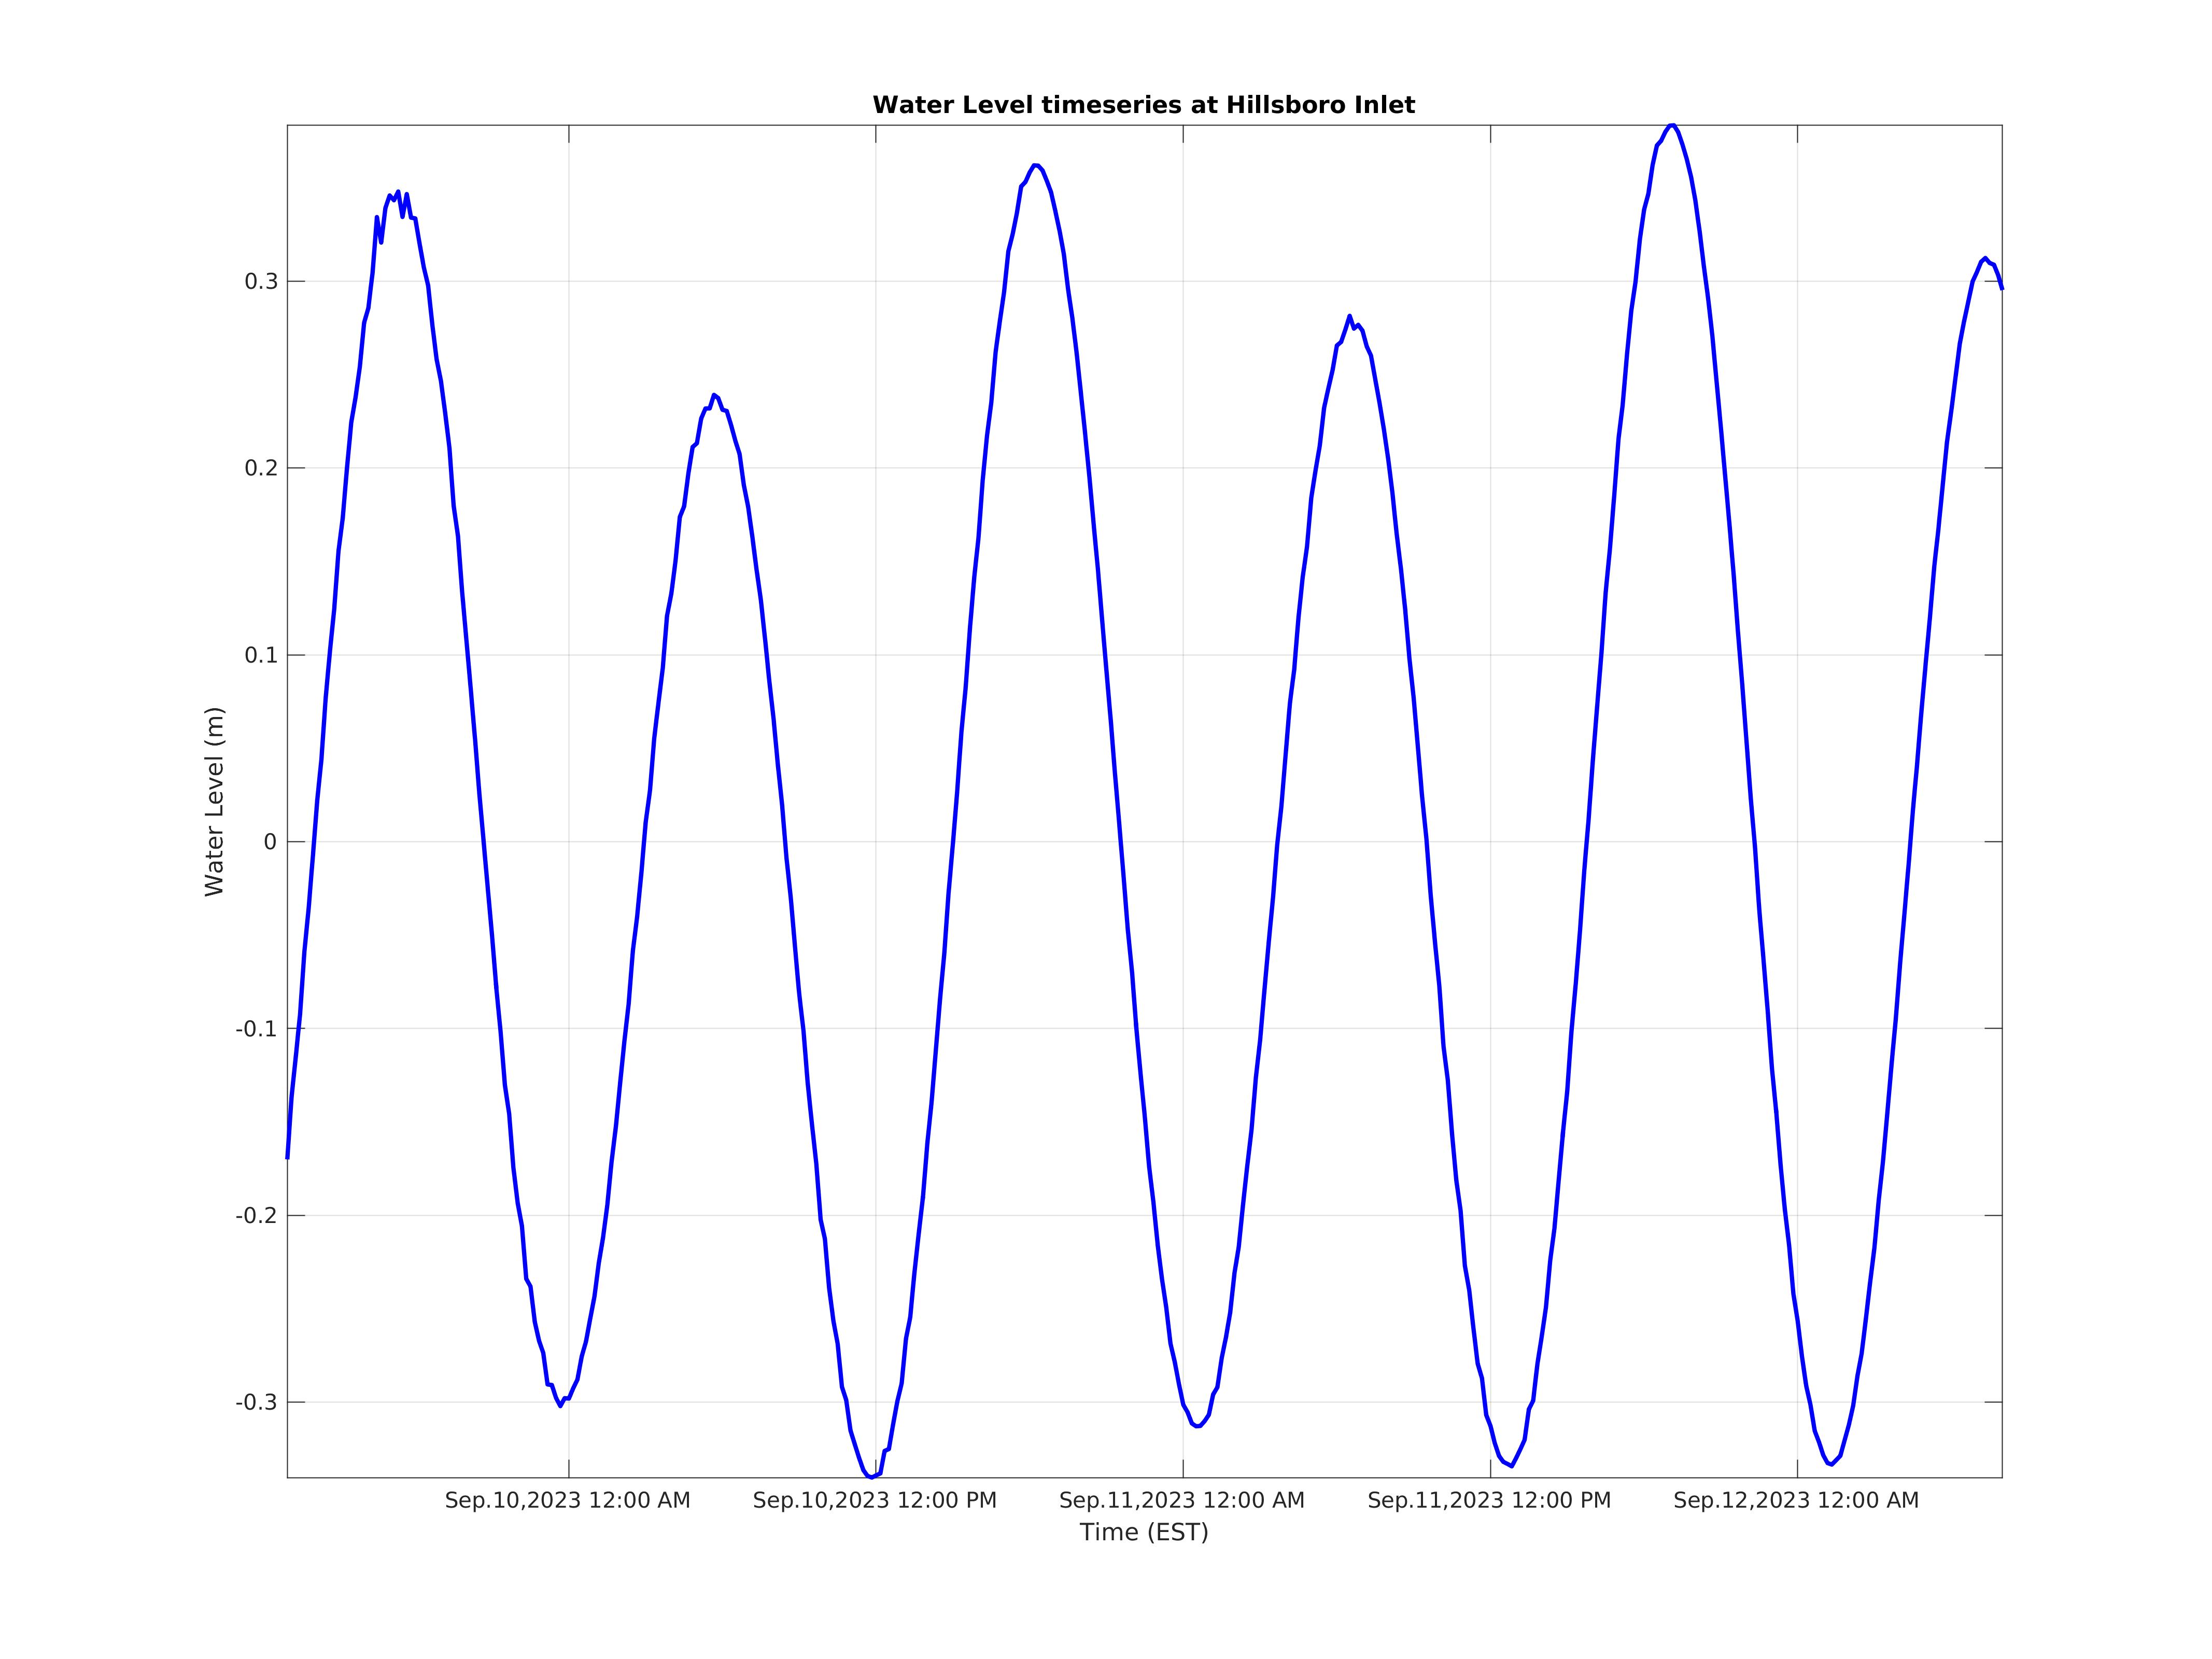 Water Level timeseries at Hillsboro Inlet
Water Level (m)
0.3
0.2
0.1
0
-0.1
-0.2
-0.3
Sep.10,2023 12:00 AM
Sep.10,2023 12:00 PM
Sep.11,2023 12:00 AM
Sep.11,2023 12:00 PM
Sep.12,2023 12:00 AM
Time (EST)